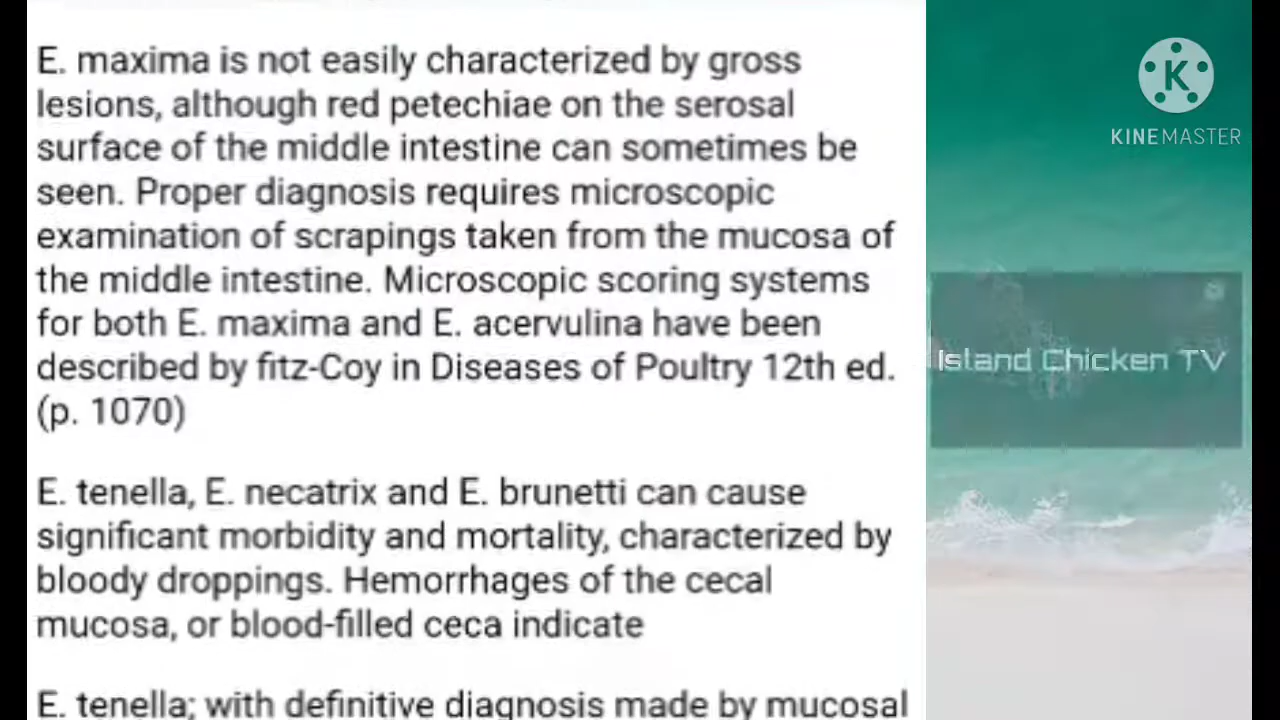 E. maxima is not easily characterized by gross
lesions, although red petechiae on the serosal
surface of the middle intestine can sometimes be
seen. Proper diagnosis requires microscopic
examination of scrapings taken from the mucosa of
the middle intestine. Microscopic scoring systems
for both E. maxima and E. acervulina have been
described by fitz-Coy in Diseases of Poultry 12th ed.
(p. 1070)
E. tenella, E. necatrix and E. brunetti can cause
significant morbidity and mortality, characterized by
bloody droppings. Hemorrhages of the cecal
mucosa, or blood-filled ceca indicate
E. tenella; with definitive diagnosis made by mucosal
K
KINEMASTER
Island Chicken TV